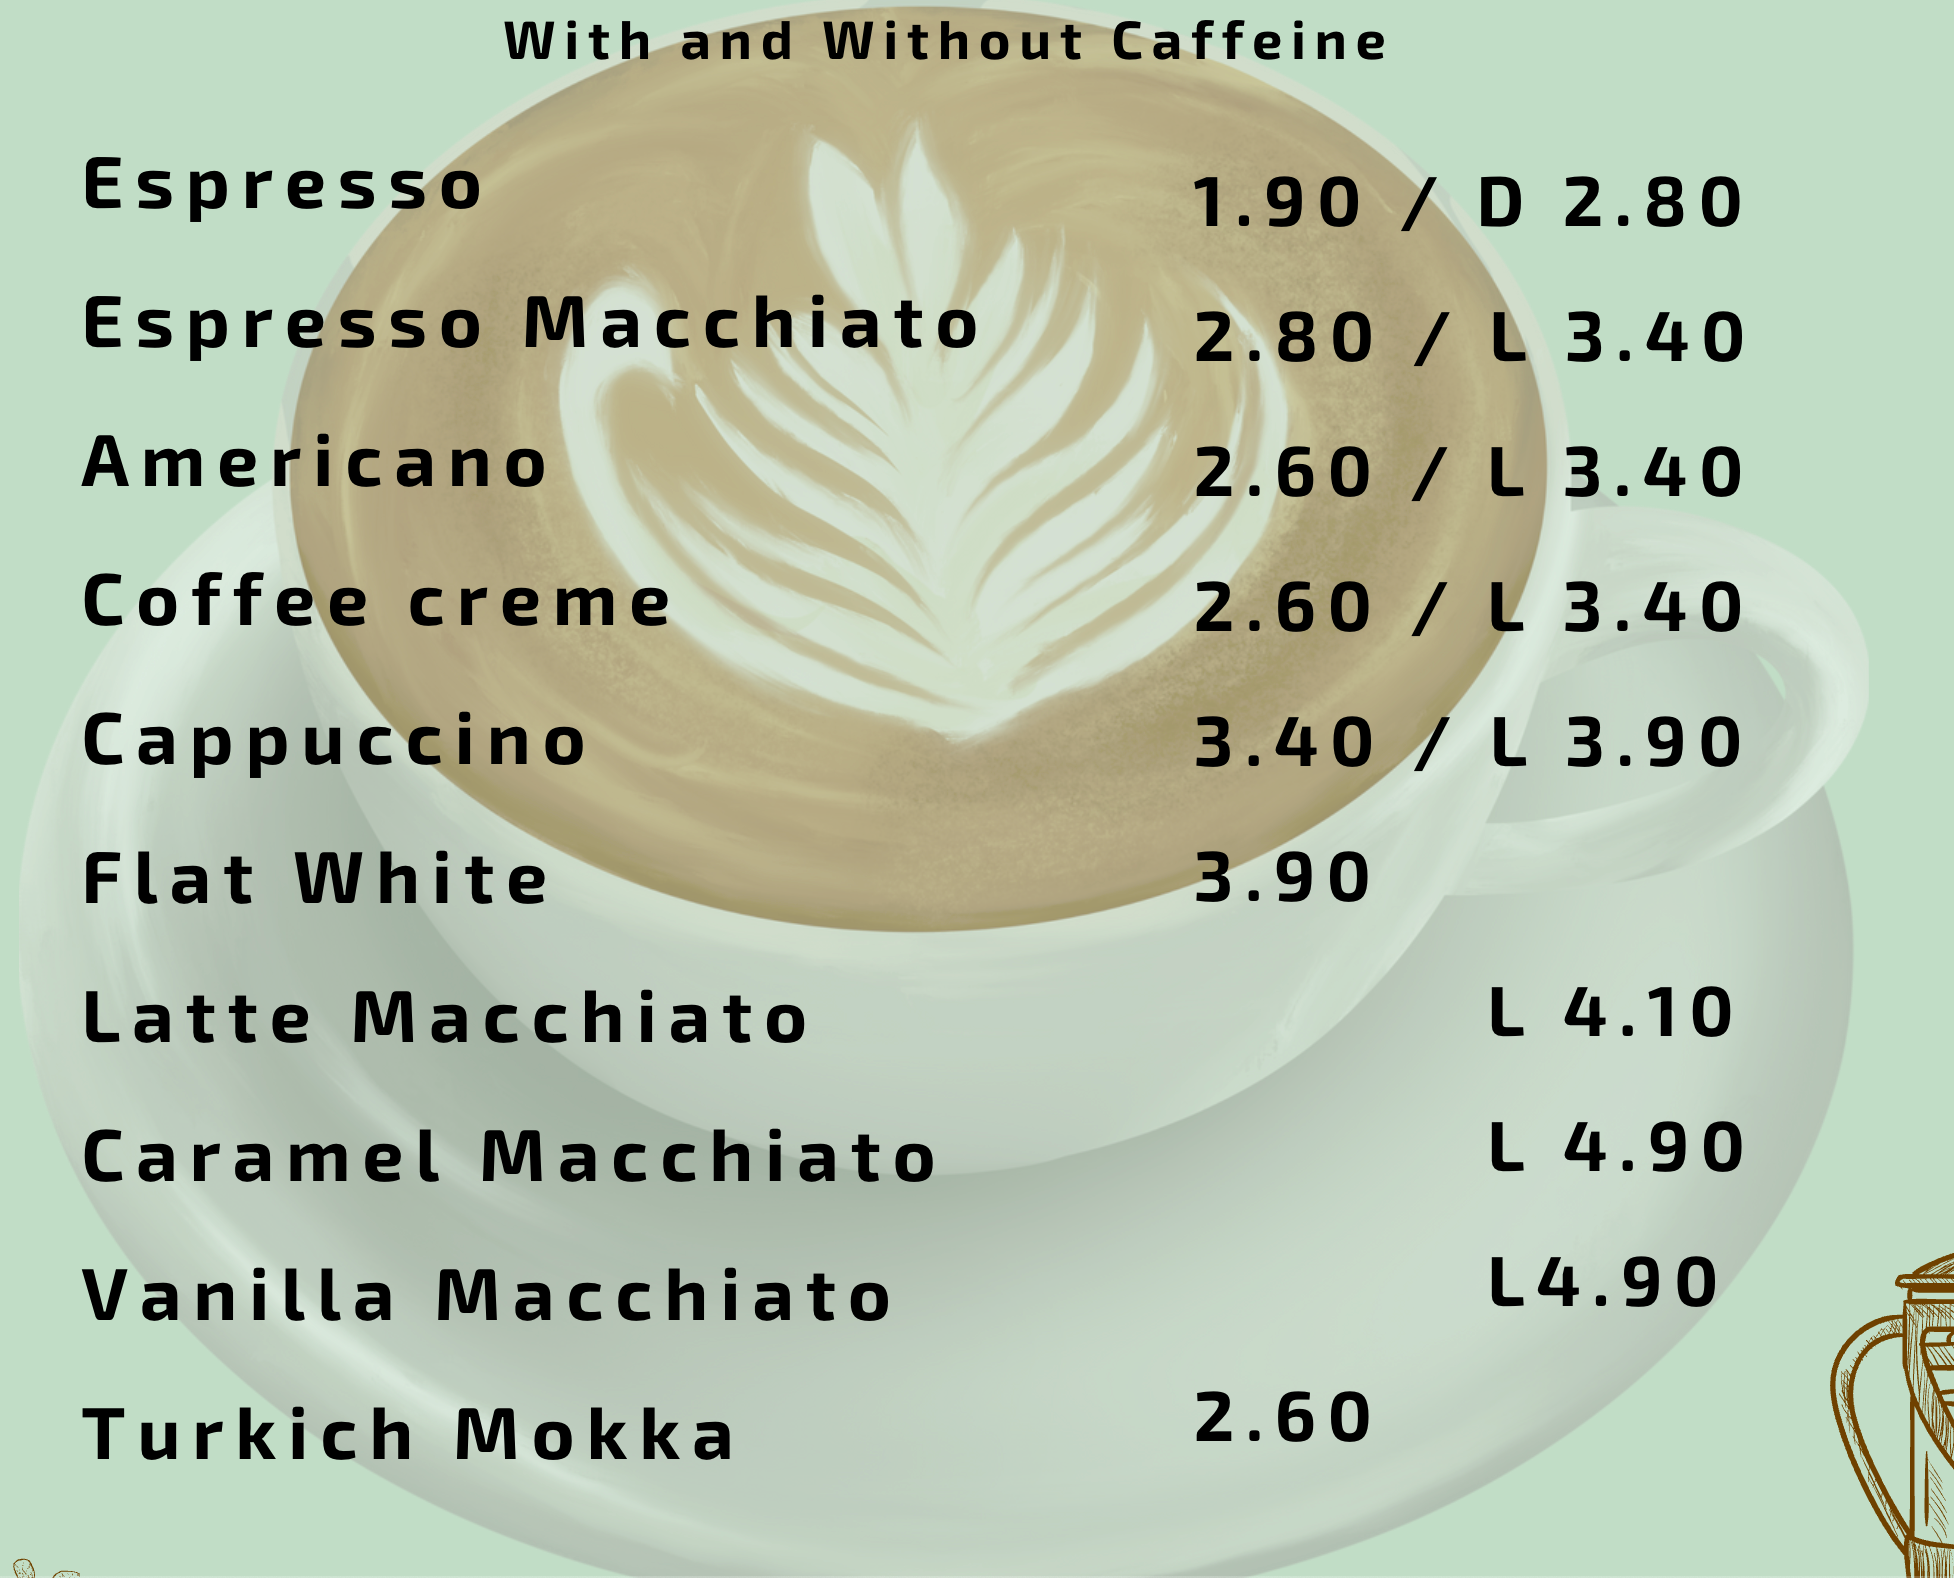 With and Without Caffeine
Espresso 1.90 / D 2.80
Espresso Macchiato 2.80 / L 3.40
Americano 2.60 / L 3.40
Coffee creme 2.60 / L 3.40
Cappuccino 3.40 / L 3.90
Flat White 3.90
Latte Macchiato L 4.10
Caramel Macchiato L 4.90
Vanilla Macchiato L4.90
Turkich Mokka 2.60